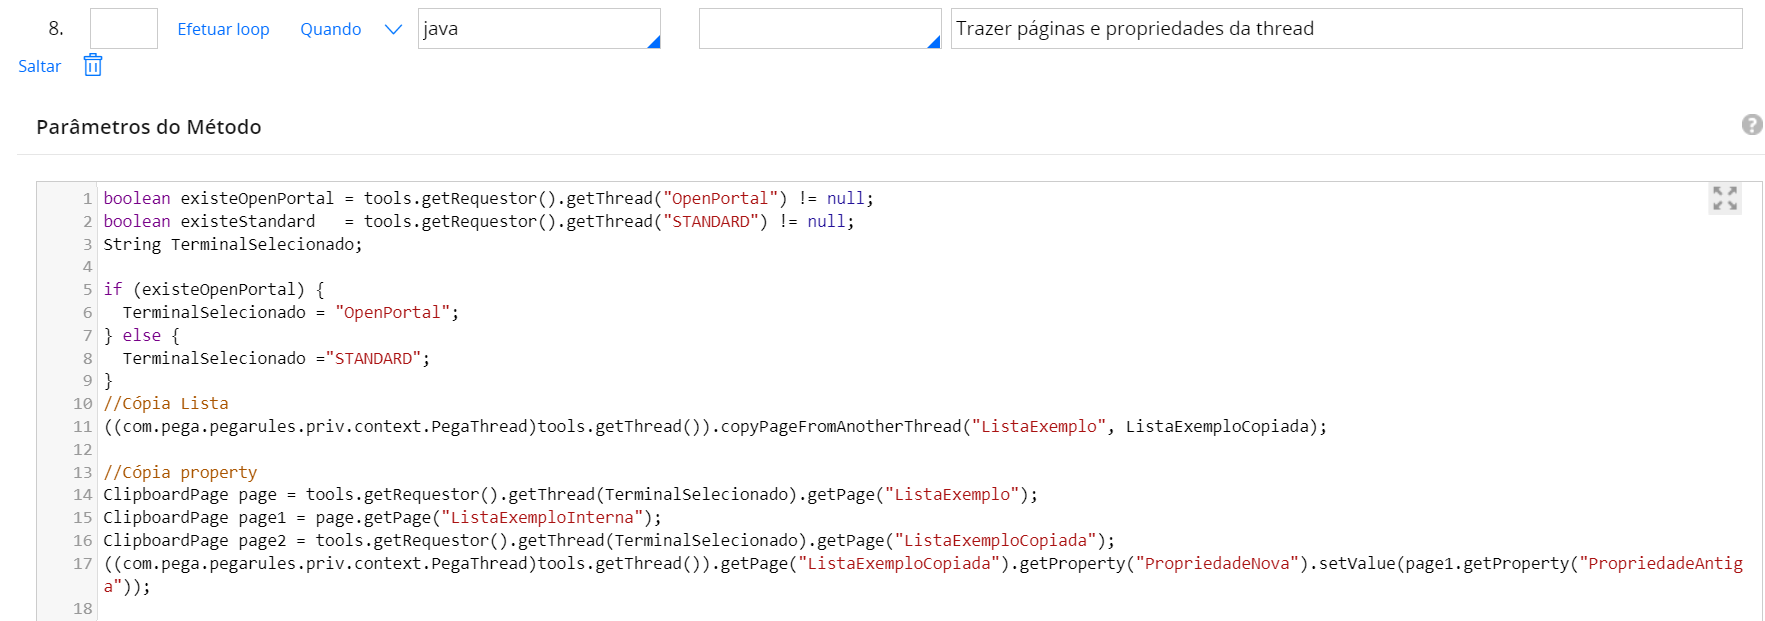 8. Efetuar loop Quando java Trazer páginas e propriedades da thread
Saltar
Parâmetros do Método
?
1 boolean existeOpenPortal = tools.getRequestor().getThread("OpenPortal") != null;
2 boolean existeStandard   = tools.getRequestor().getThread("STANDARD") != null;
3 String TerminalSelecionado;
4
5 if (existeOpenPortal) {
6   TerminalSelecionado = "OpenPortal";
7 } else {
8   TerminalSelecionado ="STANDARD";
9 }
10 //Cópia Lista
11 ((com.pega.pegarules.priv.context.PegaThread)tools.getThread()).copyPageFromAnotherThread("ListaExemplo", ListaExemploCopiada);
12
13 //Cópia property
14 ClipboardPage page = tools.getRequestor().getThread(TerminalSelecionado).getPage("ListaExemplo");
15 ClipboardPage page1 = page.getPage("ListaExemploInterna");
16 ClipboardPage page2 = tools.getRequestor().getThread(TerminalSelecionado).getPage("ListaExemploCopiada");
17 ((com.pega.pegarules.priv.context.PegaThread)tools.getThread()).getPage("ListaExemploCopiada").getProperty("PropriedadeNova").setValue(page1.getProperty("PropriedadeAntig
a"));
18